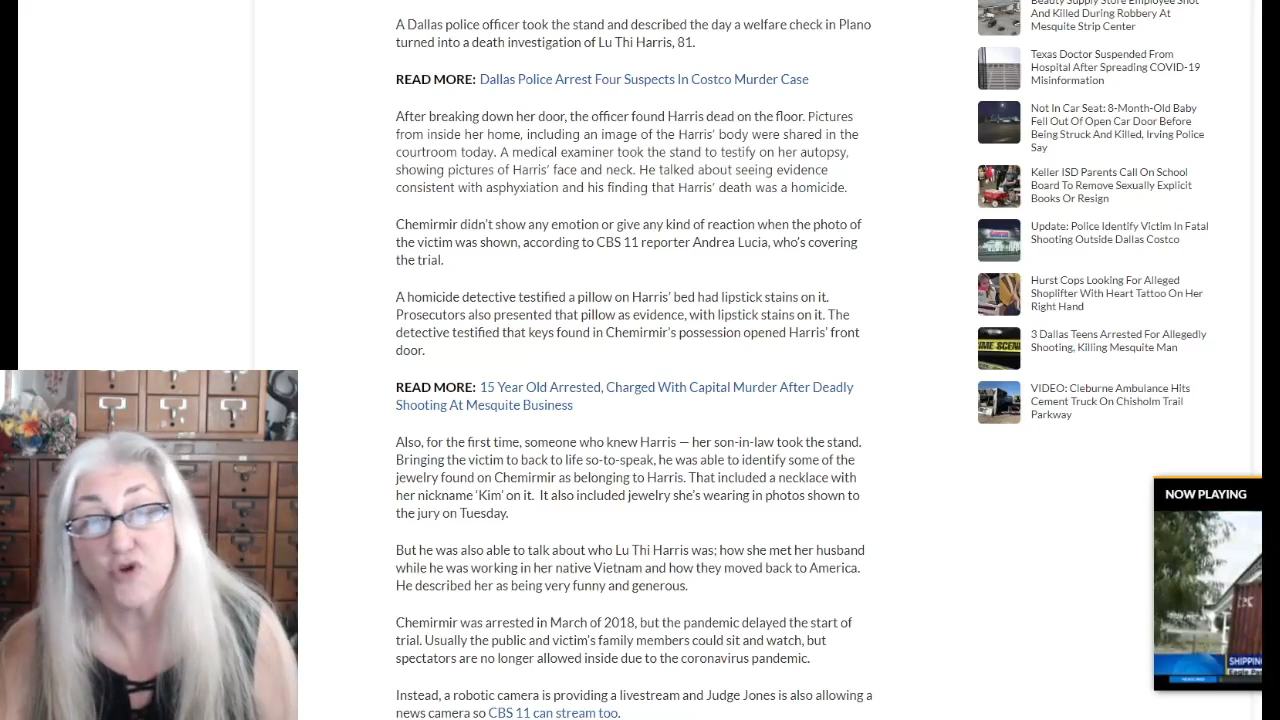 A Dallas police officer took the stand and described the day a welfare check in Plano
turned into a death investigation of Lu Thi Harris, 81.
READ MORE: Dallas Police Arrest Four Suspects In Costco Murder Case
After breaking down her door, the officer found Harris dead on the floor. Pictures
from inside her home, including an image of the Harris' body were shared in the
courtroom today. A medical examiner took the stand to testify on her autopsy,
showing pictures of Harris' face and neck. He talked about seeing evidence
consistent with asphyxiation and his finding that Harris' death was a homicide.
Chemirmir didn't show any emotion or give any kind of reaction when the photo of
the victim was shown, according to CBS 11 reporter Andrea Lucia, who's covering
the trial.
A homicide detective testified a pillow on Harris' bed had lipstick stains on it.
Prosecutors also presented that pillow as evidence, with lipstick stains on it. The
detective testified that keys found in Chemirmir's possession opened Harris' front
door.
READ MORE: 15 Year Old Arrested, Charged With Capital Murder After Deadly
Shooting At Mesquite Business
Also, for the first time, someone who knew Harris — her son-in-law took the stand.
Bringing the victim to back to life so-to-speak, he was able to identify some of the
jewelry found on Chemirmir as belonging to Harris. That included a necklace with
her nickname 'Kim' on it. It also included jewelry she's wearing in photos shown to
the jury on Tuesday.
But he was also able to talk about who Lu Thi Harris was; how she met her husband
while he was working in her native Vietnam and how they moved back to America.
He described her as being very funny and generous.
Chemirmir was arrested in March of 2018, but the pandemic delayed the start of
trial. Usually the public and victim's family members could sit and watch, but
spectators are no longer allowed inside due to the coronavirus pandemic.
Instead, a robotic camera is providing a livestream and Judge Jones is also allowing a
news camera to CBS 11 livestream too.
Beauty Supply Store Employee Shot
And Killed During Robbery At
Mesquite Strip Center
Texas Doctor Suspended From
Hospital After Spreading COVID-19
Misinformation
Not In Car Seat: 8-Month-Old Baby
Fell Out Of Open Car Door Before
Being Struck And Killed, Irving Police
Say
Keller ISD Parents Call On School
Board To Remove Sexually Explicit
Books Or Resign
Update: Police Identify Victim In Fatal
Shooting Outside Dallas Costco
Hurst Cops Looking For Alleged
Shoplifter With Heart Tattoo On Her
Right Hand
3 Dallas Teens Arrested For Allegedly
Shooting, Killing Mesquite Man
VIDEO: Cleburne Ambulance Hits
Cement Truck On Chisholm Trail
Parkway
NOW PLAYING
SHIPPING